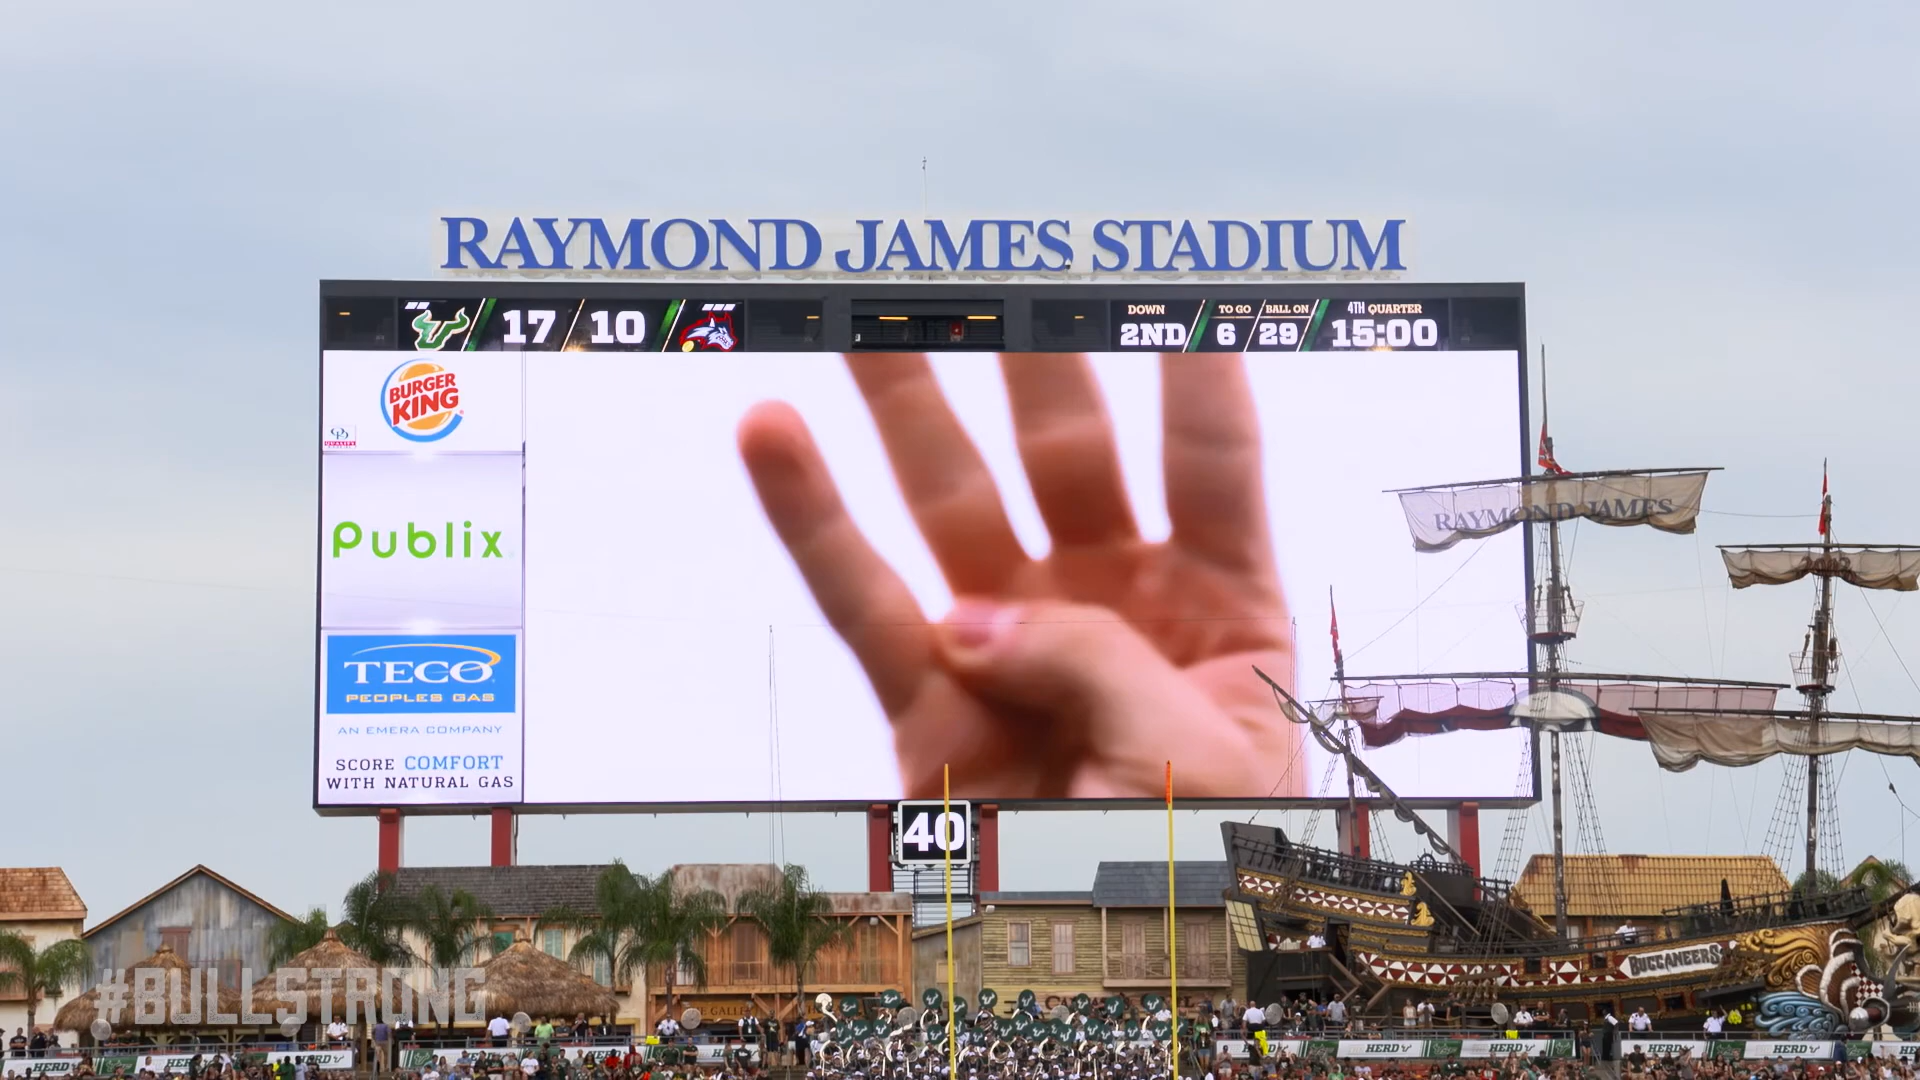 RAYMOND JAMES STADIUM
17 10
DOWN TO GO BALL ON 4TH QUARTER
2ND 6 29 15:00
BURGER KING
Publix
TECO
PEOPLES GAS
AN EMERA COMPANY
SCORE COMFORT
WITH NATURAL GAS
RAYMOND JAMES
40
BUCCANEERS
#BULLSTRONG
HERD HERD HERD HERD HERD HERD